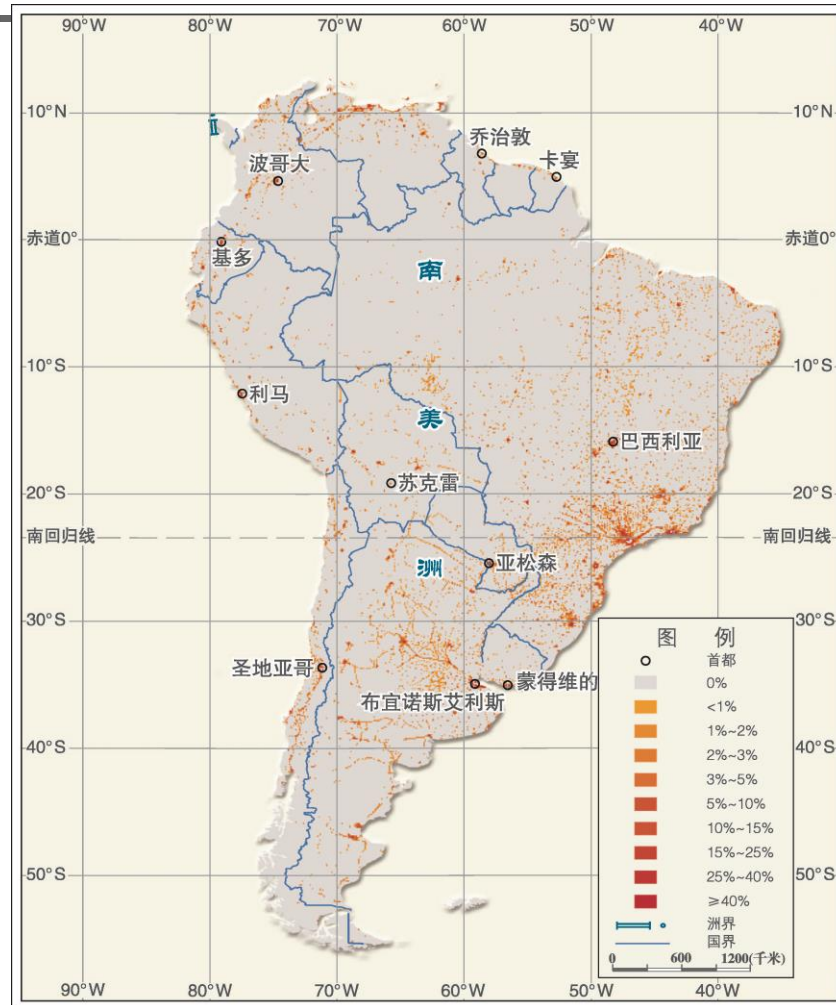 90°W 80°W 70°W 60°W 50°W 40°W
10°N 10°N
乔治敦
卡宴
波哥大
赤道0° 赤道0°
基多
南
10°S 10°S
利马
美
巴西利亚
苏克雷
20°S 20°S
南回归线 南回归线
亚松森
洲
30°S 30°S
圣地亚哥
蒙得维的
布宜诺斯艾利斯
40°S
50°S
图 例
首都
0%
<1%
1%~2%
2%~3%
3%~5%
5%~10%
10%~15%
15%~25%
25%~40%
≥40%
洲界
国界
0 600 1200(千米)
90°W 80°W 70°W 60°W 50°W 40°W